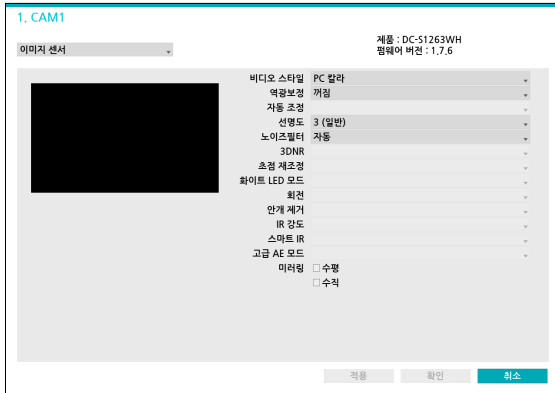 1. CAM1
이미지 센서
제품 : DC-S1263WH
펌웨어 버전 : 1.7.6
비디오 스타일 PC 칼라
역광보정 꺼짐
자동 조정
선명도 3 (일반)
노이즈필터 자동
3DNR
초점 재조정
화이트 LED 모드
회전
안개 제거
IR 강도
스마트 IR
고급 AE 모드
미러링 수평
수직
적용 확인 취소